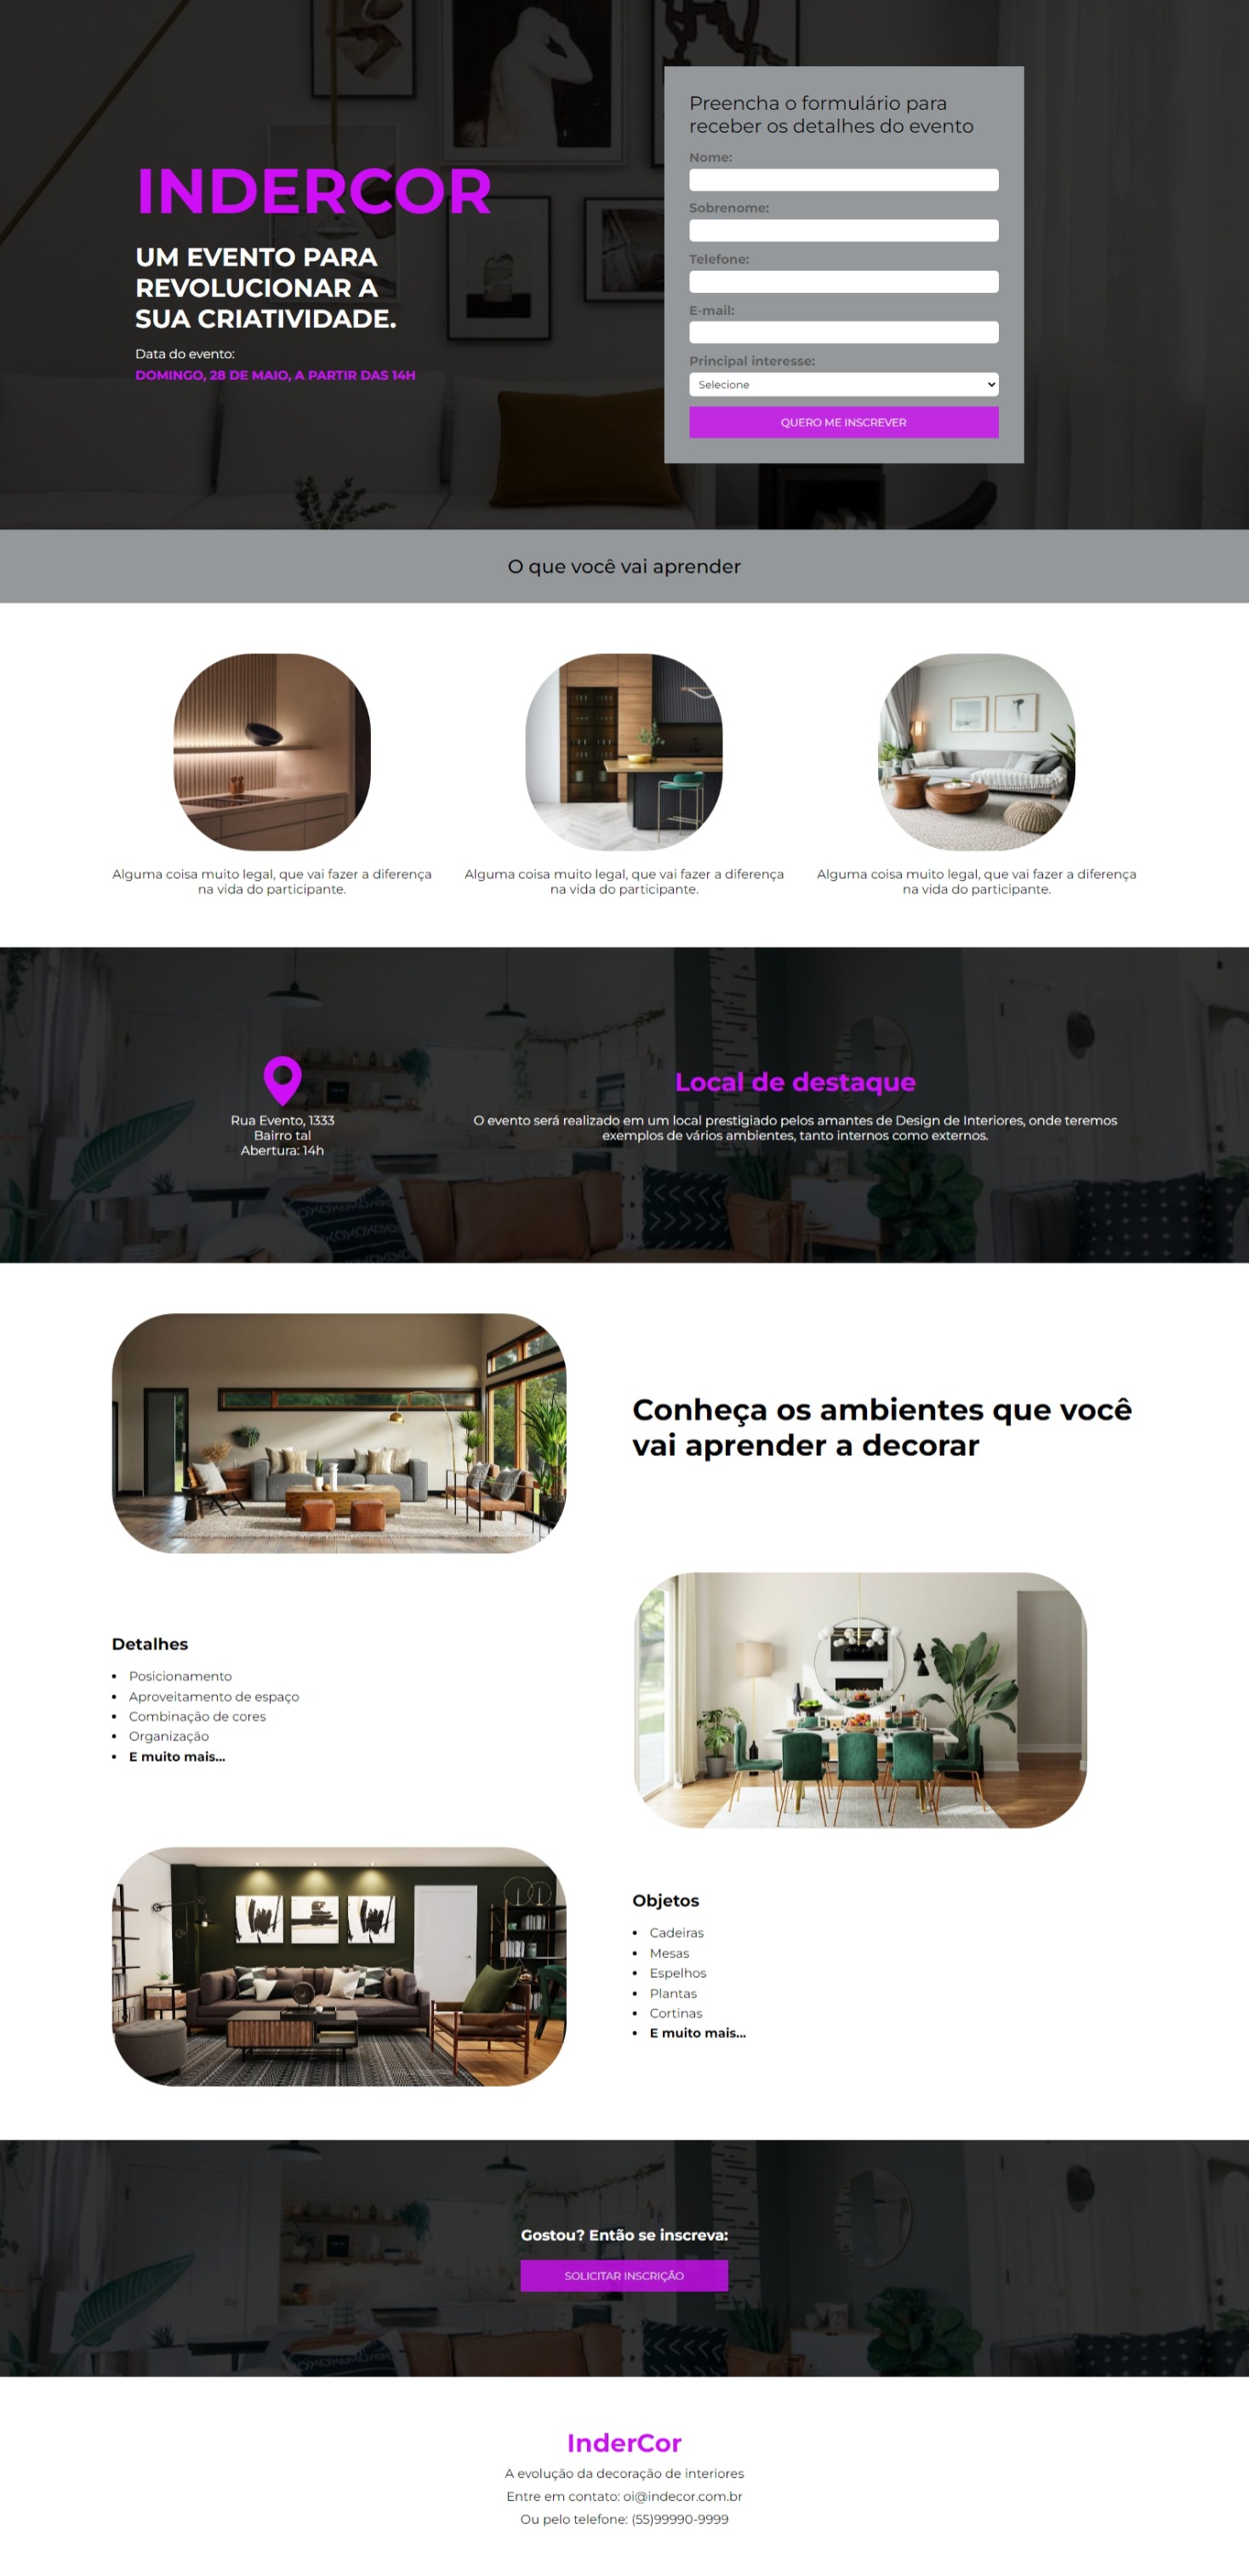 INDERCOR
UM EVENTO PARA
REVOLUCIONAR A
SUA CRIATIVIDADE.
Data do evento:
DOMINGO, 28 DE MAIO, A PARTIR DAS 14H
Preencha o formulário para
receber os detalhes do evento
Nome:
Sobrenome:
Telefone:
E-mail:
Principal interesse:
Selecione
QUERO ME INSCREVER
O que você vai aprender
Alguma coisa muito legal, que vai fazer a diferença
na vida do participante.
Alguma coisa muito legal, que vai fazer a diferença
na vida do participante.
Alguma coisa muito legal, que vai fazer a diferença
na vida do participante.
Rua Evento, 1333
Bairro tal
Abertura: 14h
Local de destaque
O evento será realizado em um local prestigiado pelos amantes de Design de Interiores, onde teremos
exemplos de vários ambientes, tanto internos como externos.
Conheça os ambientes que você
vai aprender a decorar
Detalhes
Posicionamento
Aproveitamento de espaço
Combinação de cores
Organização
E muito mais...
Objetos
Cadeiras
Mesas
Espelhos
Plantas
Cortinas
E muito mais...
Gostou? Então se inscreva:
SOLICITAR INSCRIÇÃO
InderCor
A evolução da decoração de interiores
Entre em contato: oi@indecor.com.br
Ou pelo telefone: (55)99990-9999